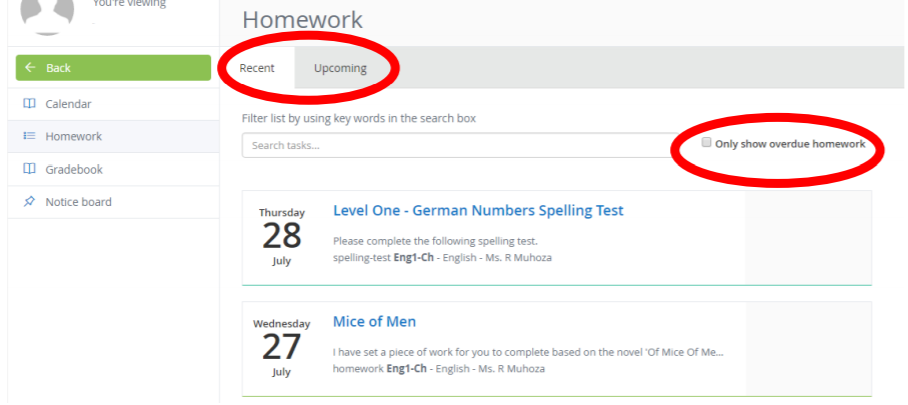 You're viewing
Homework
← Back
Recent Upcoming
Calendar
Homework
Gradebook
Notice board
Filter list by using key words in the search box
Search tasks...
Only show overdue homework
Thursday
28
July
Level One - German Numbers Spelling Test
Please complete the following spelling test.
spelling-test Eng1-Ch - English - Ms. R Muhoza
Wednesday
27
July
Mice of Men
I have set a piece of work for you to complete based on the novel 'Of Mice Of Me...
homework Eng1-Ch - English - Ms. R Muhoza